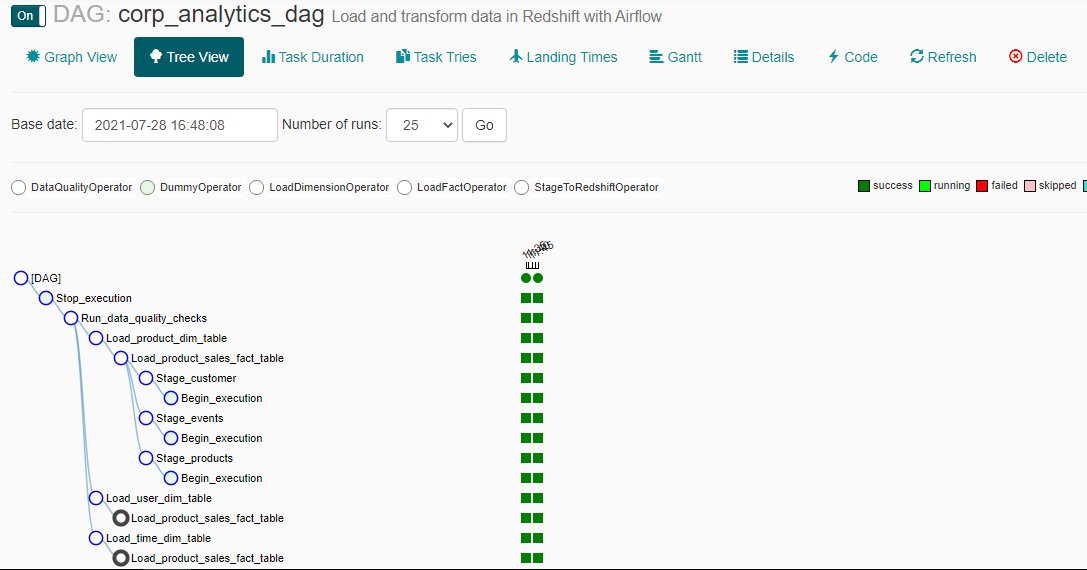 On DAG: corp_analytics_dag Load and transform data in Redshift with Airflow
Graph View Tree View Task Duration Task Tries Landing Times Gantt Details Code Refresh Delete
Base date: 2021-07-28 16:48:08 Number of runs: 25 Go
DataQualityOperator DummyOperator LoadDimensionOperator LoadFactOperator StageToRedshiftOperator success running failed skipped
[DAG]
Stop_execution
Run_data_quality_checks
Load_product_dim_table
Load_product_sales_fact_table
Stage_customer
Begin_execution
Stage_events
Begin_execution
Stage_products
Begin_execution
Load_user_dim_table
Load_product_sales_fact_table
Load_time_dim_table
Load_product_sales_fact_table